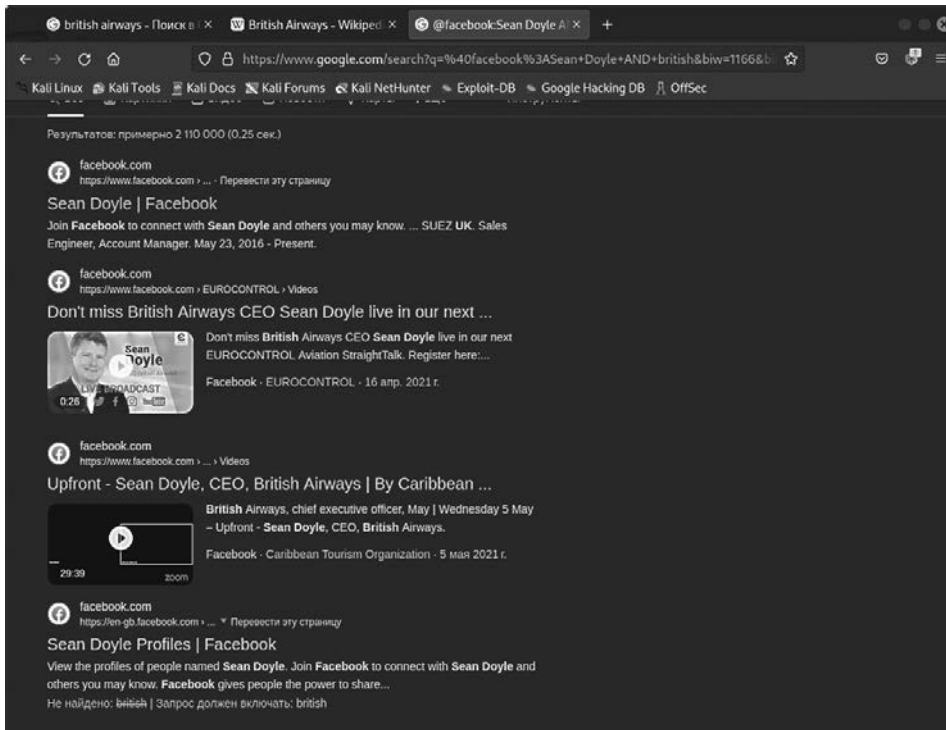 british airways - Поиск в
British Airways - Wikiped
@facebook:Sean Doyle A
https://www.google.com/search?q=%40facebook%3ASean+Doyle+AND+british&biw=1166&b
Kali Linux Kali Tools Kali Docs Kali Forums Kali NetHunter Exploit-DB Google Hacking DB OffSec
Результатов: примерно 2 110 000 (0.25 сек.)
facebook.com
https://www.facebook.com › ... · Перевести эту страницу
Sean Doyle | Facebook
Join Facebook to connect with Sean Doyle and others you may know. ... SUEZ UK. Sales
Engineer, Account Manager. May 23, 2016 - Present.
facebook.com
https://www.facebook.com › EUROCONTROL › Videos
Don't miss British Airways CEO Sean Doyle live in our next ...
Sean
Doyle
LIVE BROADCAST
0:26
Don't miss British Airways CEO Sean Doyle live in our next
EUROCONTROL Aviation StraightTalk. Register here:...
Facebook · EUROCONTROL · 16 апр. 2021 г.
facebook.com
https://www.facebook.com › ... › Videos
Upfront - Sean Doyle, CEO, British Airways | By Caribbean ...
29:39
zoom
British Airways, chief executive officer, May | Wednesday 5 May
– Upfront - Sean Doyle, CEO, British Airways.
Facebook · Caribbean Tourism Organization · 5 мая 2021 г.
facebook.com
https://en-gb.facebook.com › ... Перевести эту страницу
Sean Doyle Profiles | Facebook
View the profiles of people named Sean Doyle. Join Facebook to connect with Sean Doyle and
others you may know. Facebook gives people the power to share...
Не найдено: british | Запрос должен включать: british